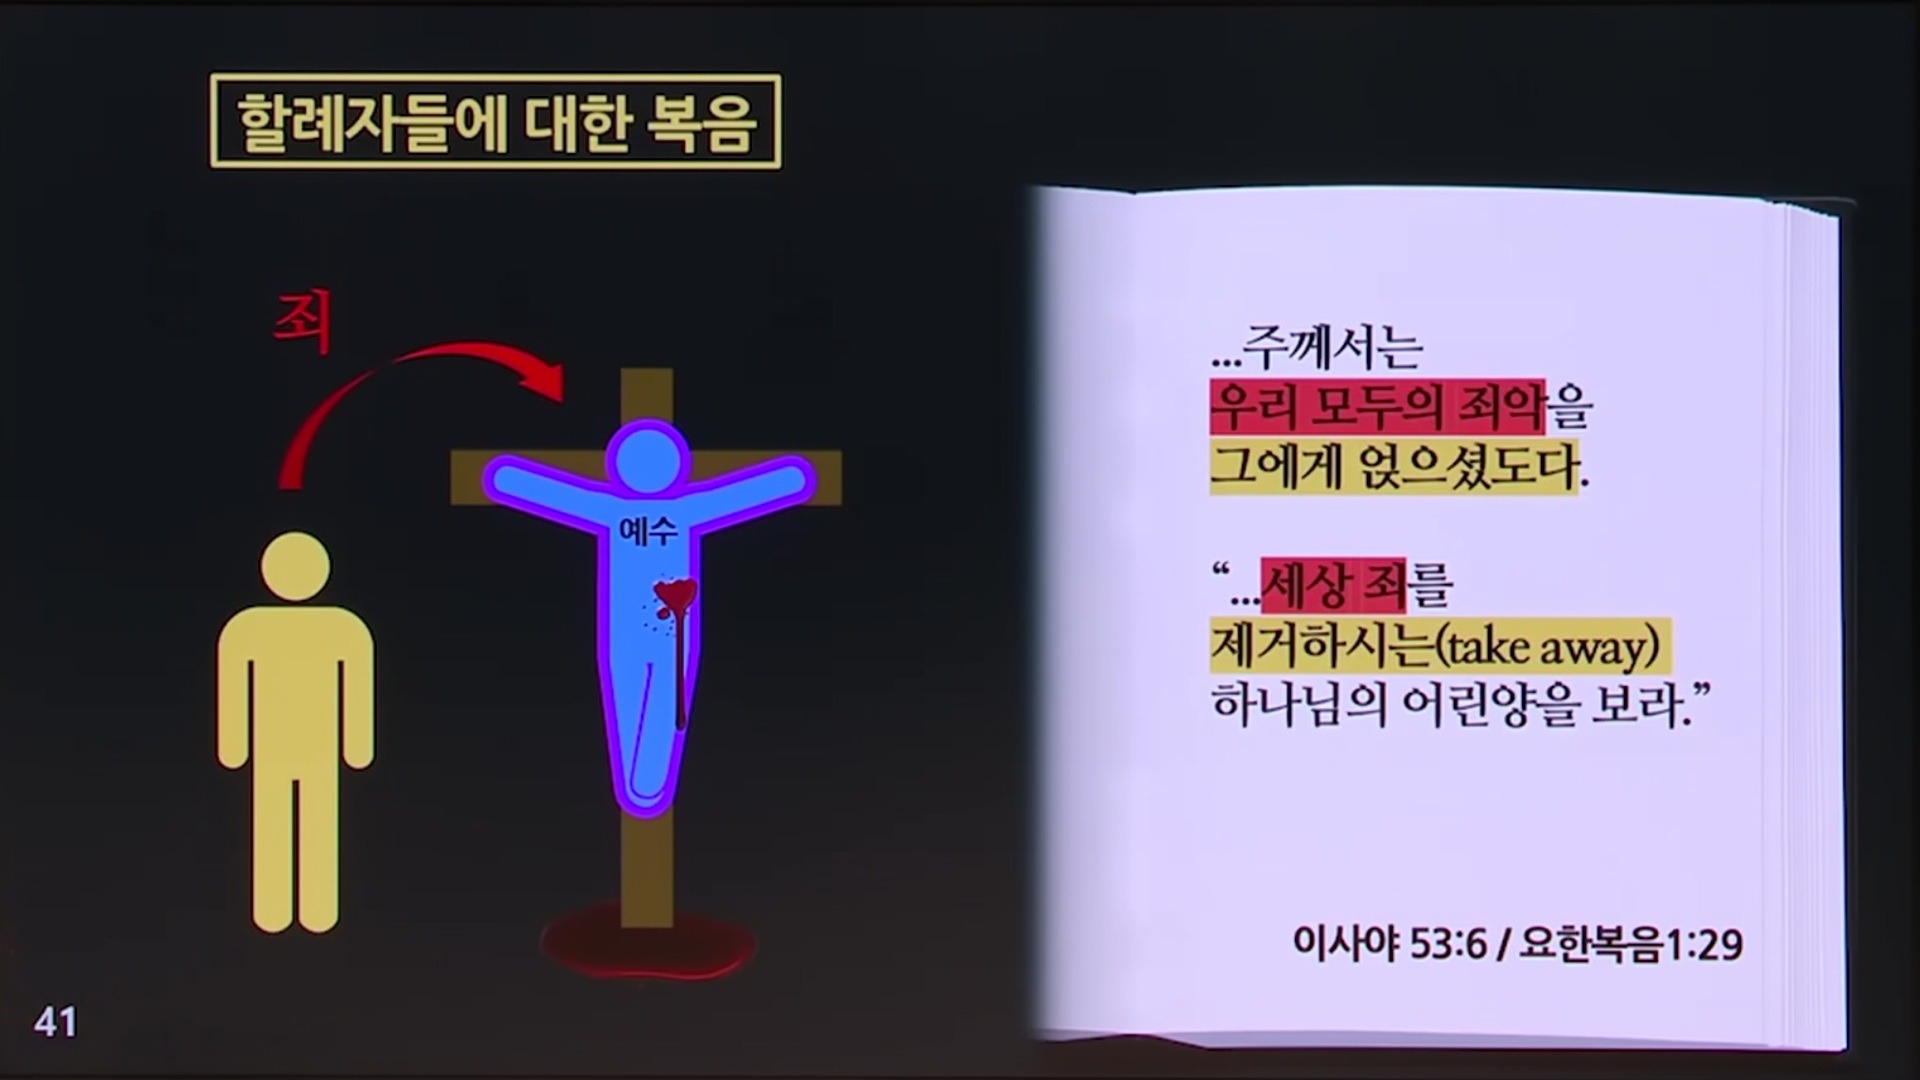 할례자들에 대한 복음
죄
예수
...주께서는
우리 모두의 죄악을
그에게 얹으셨도다.
“...세상 죄를
제거하시는(take away)
하나님의 어린양을 보라.”
이사야 53:6 / 요한복음1:29
41